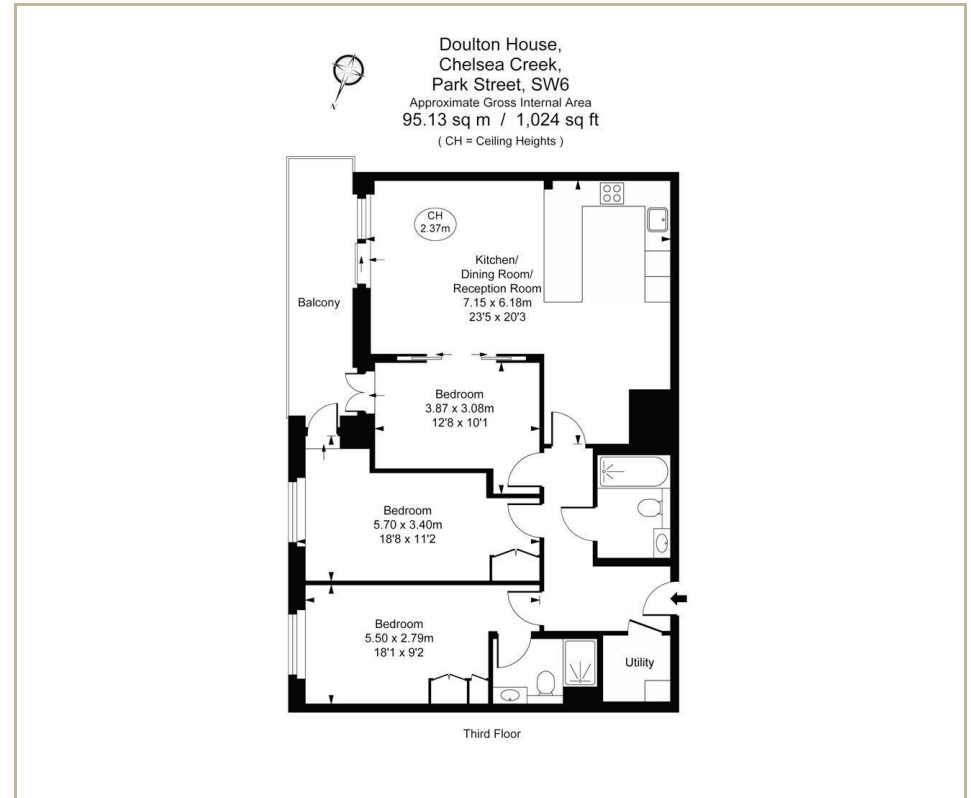 Doulton House,
Chelsea Creek,
Park Street, SW6
Approximate Gross Internal Area
95.13 sq m / 1,024 sq ft
( CH = Ceiling Heights )
N
CH
2.37m
Kitchen/
Dining Room/
Reception Room
7.15 x 6.18m
23'5 x 20'3
Balcony
Bedroom
3.87 x 3.08m
12'8 x 10'1
Bedroom
5.70 x 3.40m
18'8 x 11'2
Bedroom
5.50 x 2.79m
18'1 x 9'2
Utility
Third Floor